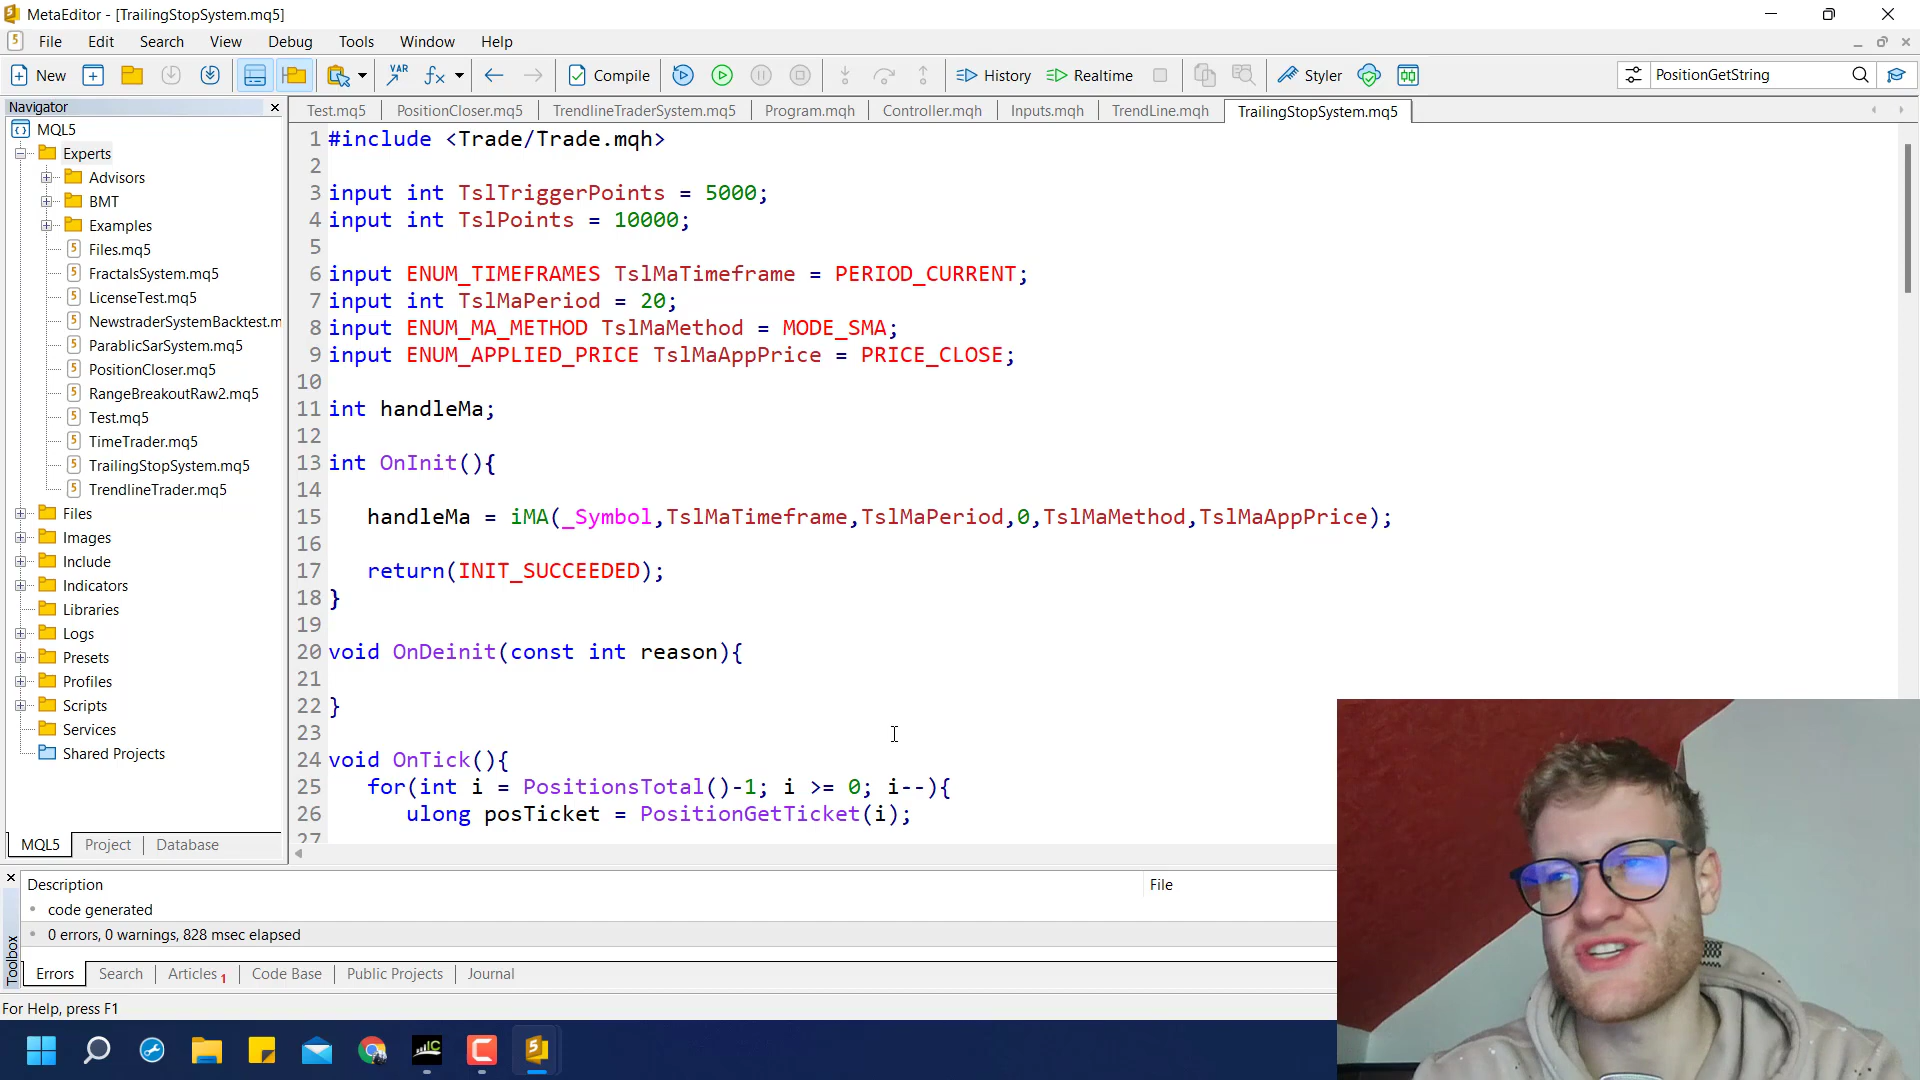 MetaEditor - [TrailingStopSystem.mq5]
File Edit Search View Debug Tools Window Help
New VAR fx Compile History Realtime Styler PositionGetString
Navigator
MQL5
Experts
Advisors
BMT
Examples
Files.mq5
FractalsSystem.mq5
LicenseTest.mq5
NewstraderSystemBacktest.m
ParablicSarSystem.mq5
PositionCloser.mq5
RangeBreakoutRaw2.mq5
Test.mq5
TimeTrader.mq5
TrailingStopSystem.mq5
TrendlineTrader.mq5
Files
Images
Include
Indicators
Libraries
Logs
Presets
Profiles
Scripts
Services
Shared Projects
MQL5 Project Database
Test.mq5 PositionCloser.mq5 TrendlineTraderSystem.mq5 Program.mqh Controller.mqh Inputs.mqh TrendLine.mqh TrailingStopSystem.mq5
1 #include <Trade/Trade.mqh>
2
3 input int TslTriggerPoints = 5000;
4 input int TslPoints = 10000;
5
6 input ENUM_TIMEFRAMES TslMaTimeframe = PERIOD_CURRENT;
7 input int TslMaPeriod = 20;
8 input ENUM_MA_METHOD TslMaMethod = MODE_SMA;
9 input ENUM_APPLIED_PRICE TslMaAppPrice = PRICE_CLOSE;
10
11 int handleMa;
12
13 int OnInit(){
14
15 handleMa = iMA(_Symbol,TslMaTimeframe,TslMaPeriod,0,TslMaMethod,TslMaAppPrice);
16
17 return(INIT_SUCCEEDED);
18 }
19
20 void OnDeinit(const int reason){
21
22 }
23
24 void OnTick(){
25 for(int i = PositionsTotal()-1; i >= 0; i--){
26 ulong posTicket = PositionGetTicket(i);
27
Description File
code generated
0 errors, 0 warnings, 828 msec elapsed
Toolbox
Errors Search Articles 1 Code Base Public Projects Journal
For Help, press F1
IC